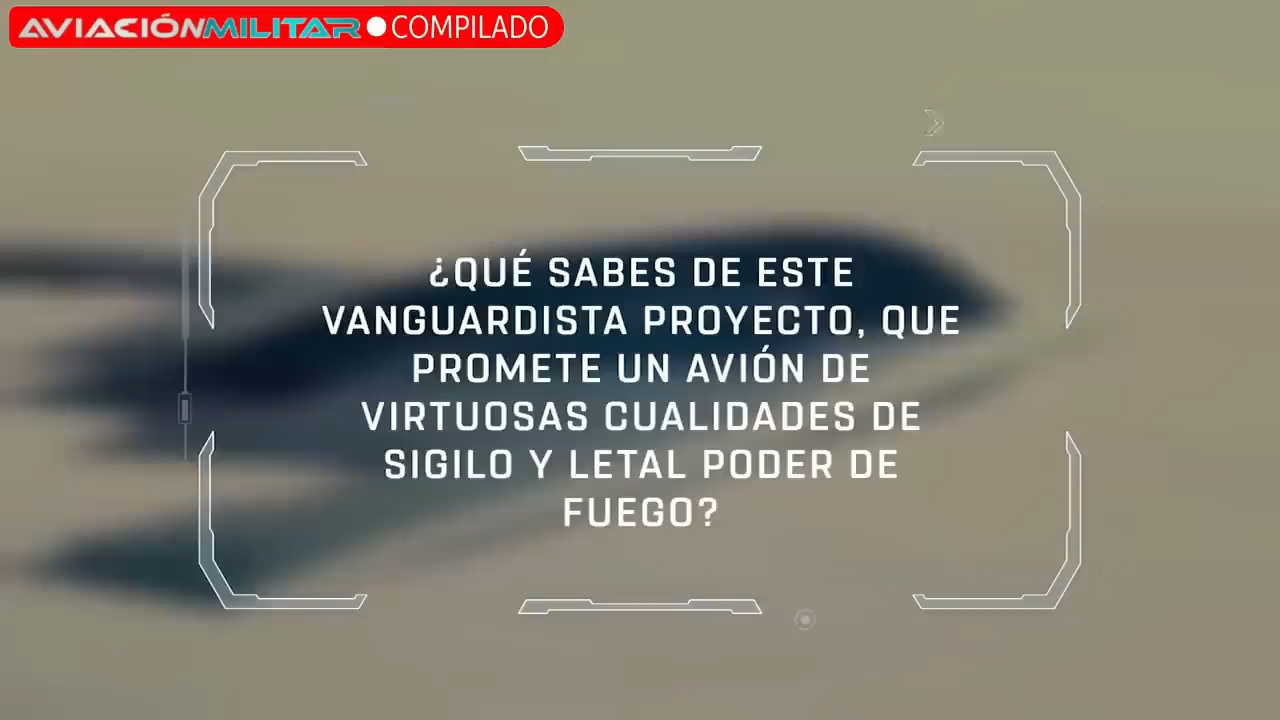 AVIACIÓNMILITAR COMPILADO
¿QUÉ SABES DE ESTE
VANGUARDISTA PROYECTO, QUE
PROMETE UN AVIÓN DE
VIRTUOSAS CUALIDADES DE
SIGILO Y LETAL PODER DE
FUEGO?